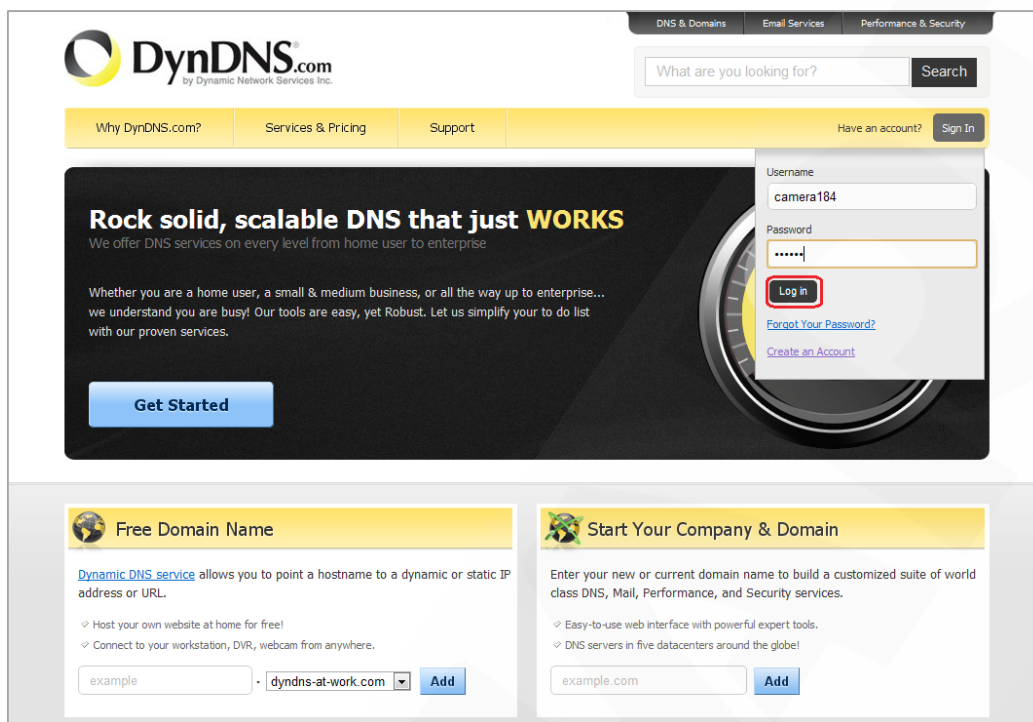 DNS & Domains Email Services Performance & Security
DynDNS.com
by Dynamic Network Services Inc.
What are you looking for? Search
Why DynDNS.com? Services & Pricing Support Have an account? Sign In
Username
camera184
Password
••••••
Log in
Forgot Your Password?
Create an Account
Rock solid, scalable DNS that just WORKS
We offer DNS services on every level from home user to enterprise
Whether you are a home user, a small & medium business, or all the way up to enterprise...
we understand you are busy! Our tools are easy, yet Robust. Let us simplify your to do list
with our proven services.
Get Started
Free Domain Name
Dynamic DNS service allows you to point a hostname to a dynamic or static IP
address or URL.
Host your own website at home for free!
Connect to your workstation, DVR, webcam from anywhere.
example . dyndns-at-work.com Add
Start Your Company & Domain
Enter your new or current domain name to build a customized suite of world
class DNS, Mail, Performance, and Security services.
Easy-to-use web interface with powerful expert tools.
DNS servers in five datacenters around the globe!
example.com Add